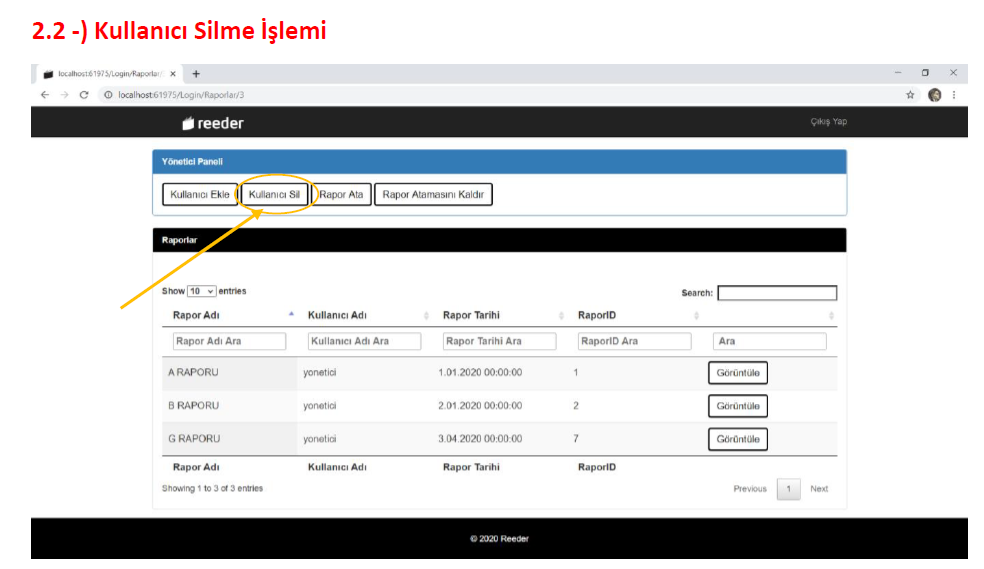 2.2 -) Kullanıcı Silme İşlemi
localhost:61975/Login/Raporlar/
localhost:61975/Login/Raporlar/3
reeder Çıkış Yap
Yönetici Paneli
Kullanıcı Ekle Kullanıcı Sil Rapor Ata Rapor Atamasını Kaldır
Raporlar
Show 10 entries
Search:
Rapor Adı Kullanıcı Adı Rapor Tarihi RaporID
Rapor Adı Ara Kullanıcı Adı Ara Rapor Tarihi Ara RaporID Ara Ara
A RAPORU yonetici 1.01.2020 00:00:00 1 Görüntüle
B RAPORU yonetici 2.01.2020 00:00:00 2 Görüntüle
G RAPORU yonetici 3.04.2020 00:00:00 7 Görüntüle
Rapor Adı Kullanıcı Adı Rapor Tarihi RaporID
Showing 1 to 3 of 3 entries Previous 1 Next
© 2020 Reeder